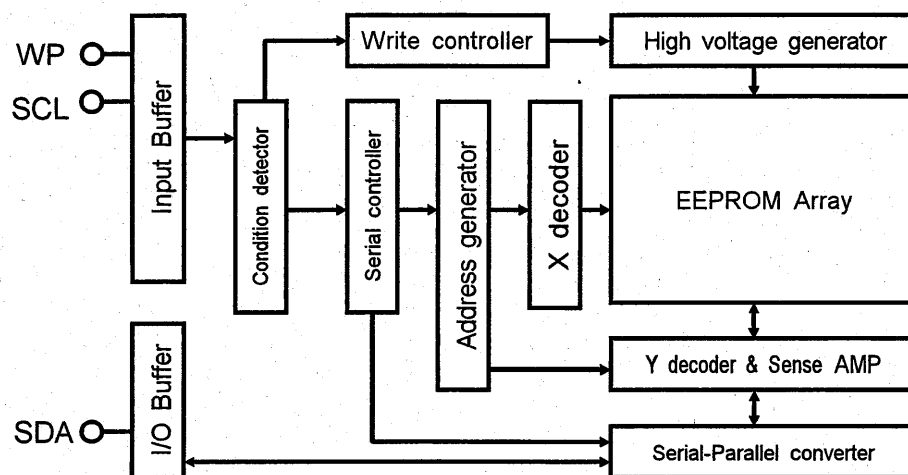 WP
SCL
SDA
Input Buffer
I/O Buffer
Condition detector
Write controller
Serial controller
Address generator
X decoder
High voltage generator
EEPROM Array
Y decoder & Sense AMP
Serial-Parallel converter